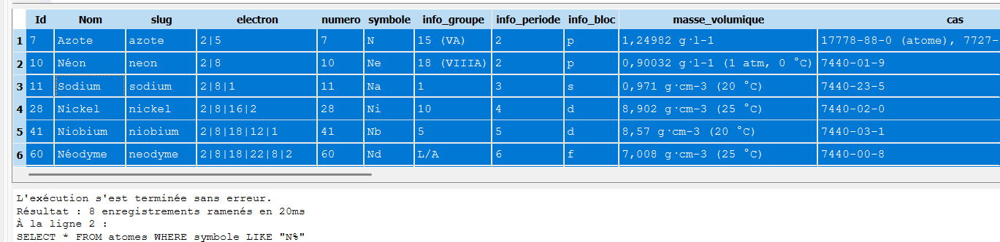 Id Nom slug electron numero symbole info_groupe info_periode info_bloc masse_volumique cas
1 7 Azote azote 2|5 7 N 15 (VA) 2 p 1,24982 g·l-1 17778-88-0 (atome), 7727-
2 10 Néon neon 2|8 10 Ne 18 (VIIIA) 2 p 0,90032 g·l-1 (1 atm, 0 °C) 7440-01-9
3 11 Sodium sodium 2|8|1 11 Na 1 3 s 0,971 g·cm-3 (20 °C) 7440-23-5
4 28 Nickel nickel 2|8|16|2 28 Ni 10 4 d 8,902 g·cm-3 (25 °C) 7440-02-0
5 41 Niobium niobium 2|8|18|12|1 41 Nb 5 5 d 8,57 g·cm-3 (20 °C) 7440-03-1
6 60 Néodyme neodyme 2|8|18|22|8|2 60 Nd L/A 6 f 7,008 g·cm-3 (25 °C) 7440-00-8
L'exécution s'est terminée sans erreur.
Résultat : 8 enregistrements ramenés en 20ms
À la ligne 2 :
SELECT * FROM atomes WHERE symbole LIKE "N%"